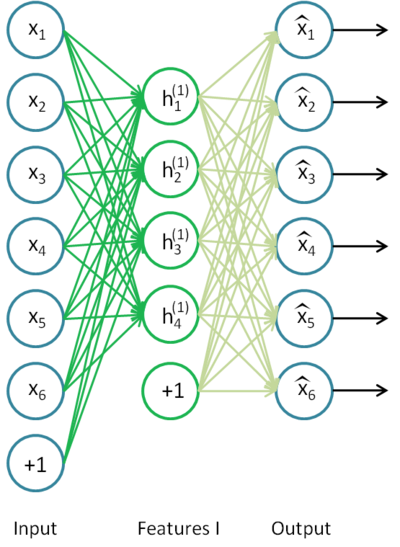 x1
x2
x3
x4
x5
x6
+1
h1(1)
h2(1)
h3(1)
h4(1)
+1
x̂1
x̂2
x̂3
x̂4
x̂5
x̂6
Input
Features I
Output